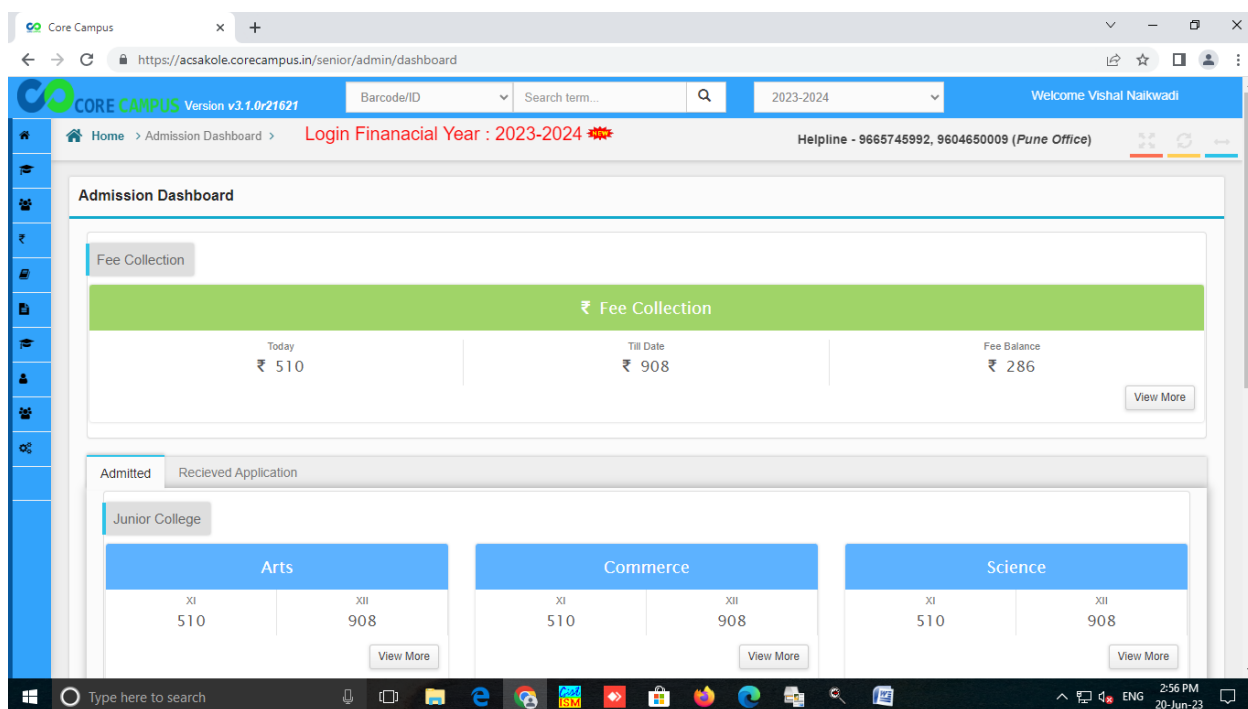 Core Campus
https://acsakole.corecampus.in/senior/admin/dashboard
CORE CAMPUS Version v3.1.0r21621 Barcode/ID Search term... 2023-2024 Welcome Vishal Naikwadi
Home > Admission Dashboard > Login Finanacial Year : 2023-2024 NEW Helpline - 9665745992, 9604650009 (Pune Office)
Admission Dashboard
Fee Collection
₹ Fee Collection
Today Till Date Fee Balance
₹ 510 ₹ 908 ₹ 286
View More
Admitted Recieved Application
Junior College
Arts Commerce Science
XI XII XI XII XI XII
510 908 510 908 510 908
View More View More View More
Type here to search Gist ISM ENG 2:56 PM
20-Jun-23